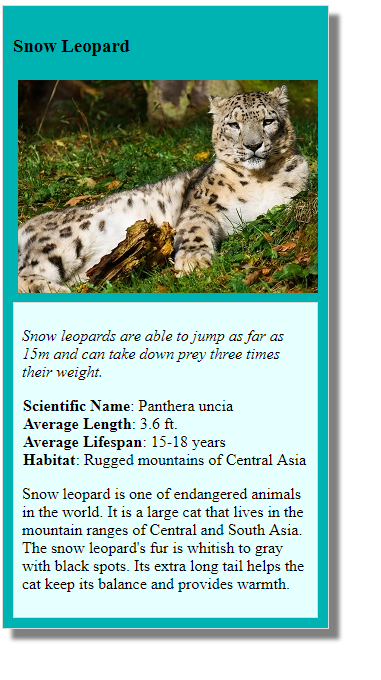 Snow Leopard
Snow leopards are able to jump as far as
15m and can take down prey three times
their weight.
Scientific Name: Panthera uncia
Average Length: 3.6 ft.
Average Lifespan: 15-18 years
Habitat: Rugged mountains of Central Asia
Snow leopard is one of endangered animals
in the world. It is a large cat that lives in the
mountain ranges of Central and South Asia.
The snow leopard's fur is whitish to gray
with black spots. Its extra long tail helps the
cat keep its balance and provides warmth.